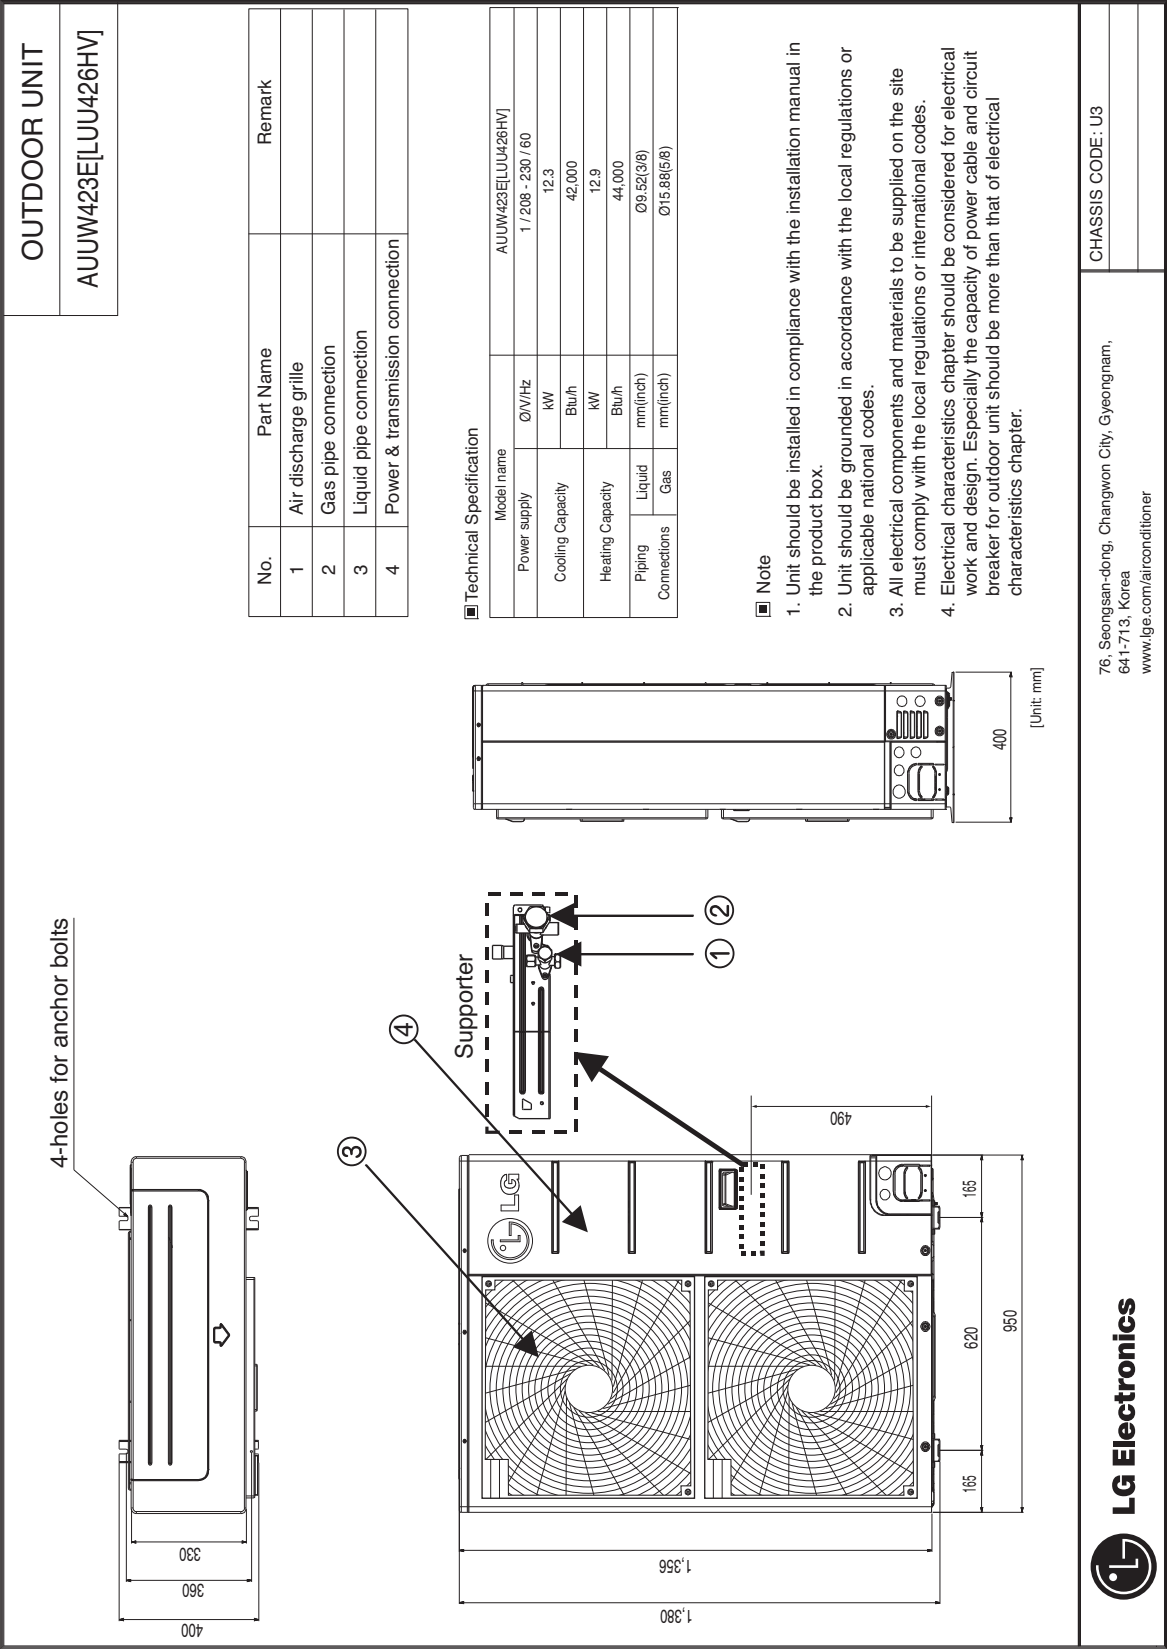 OUTDOOR UNIT
AUUW423E[LUU426HV]
No. Part Name Remark
1 Air discharge grille
2 Gas pipe connection
3 Liquid pipe connection
4 Power & transmission connection
Technical Specification
Model name AUUW423E[LUU426HV]
Power supply Ø/V/Hz 1 / 208 - 230 / 60
Cooling Capacity kW 12.3
Btu/h 42,000
Heating Capacity kW 12.9
Btu/h 44,000
Piping Connections Liquid mm(inch) Ø9.52(3/8)
Gas mm(inch) Ø15.88(5/8)
Note
1. Unit should be installed in compliance with the installation manual in
the product box.
2. Unit should be grounded in accordance with the local regulations or
applicable national codes.
3. All electrical components and materials to be supplied on the site
must comply with the local regulations or international codes.
4. Electrical characteristics chapter should be considered for electrical
work and design. Especially the capacity of power cable and circuit
breaker for outdoor unit should be more than that of electrical
characteristics chapter.
4-holes for anchor bolts
330
360
400
3
4
Supporter
1
2
LG
LG
490
165
620
165
950
1,356
1,380
400
[Unit: mm]
LG Electronics
76, Seongsan-dong, Changwon City, Gyeongnam,
641-713, Korea
www.lge.com/airconditioner
CHASSIS CODE : U3